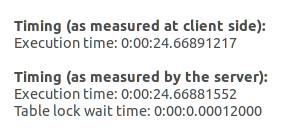 Timing (as measured at client side):
Execution time: 0:00:24.66891217
Timing (as measured by the server):
Execution time: 0:00:24.66881552
Table lock wait time: 0:00:0.00012000